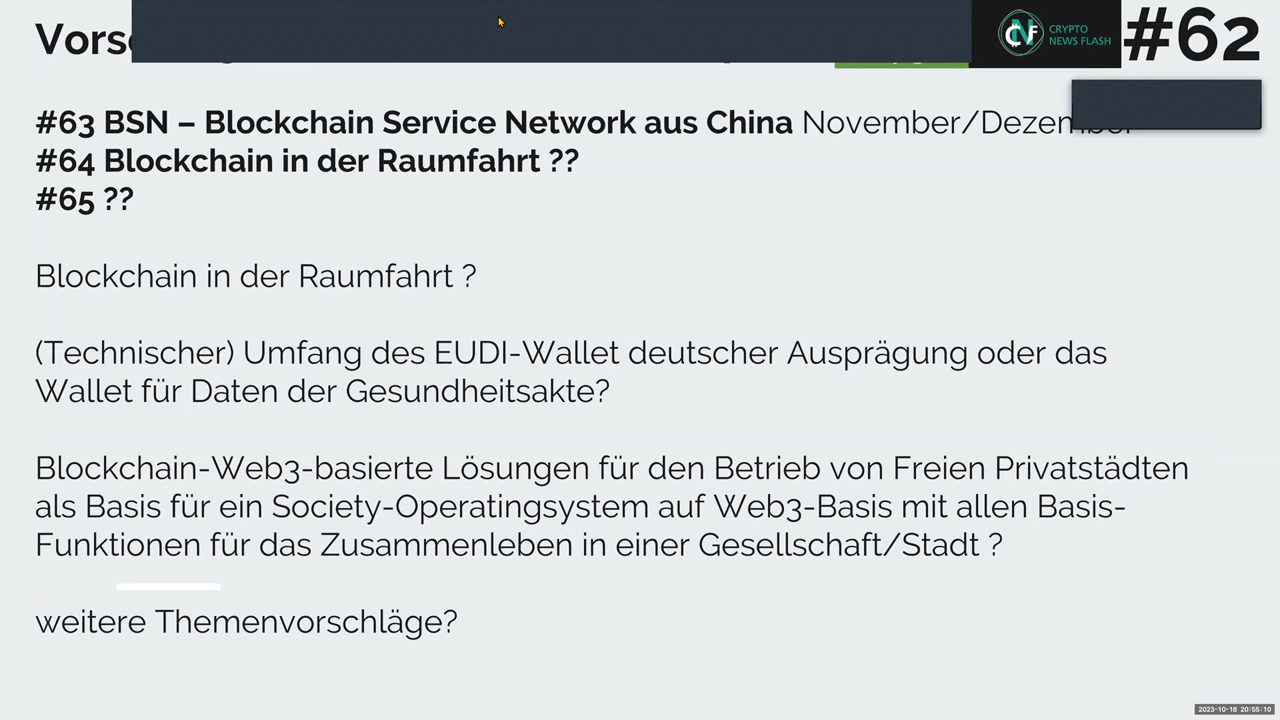 CRYPTO
NEWS FLASH
#62
#63 BSN – Blockchain Service Network aus China November/Dezember
#64 Blockchain in der Raumfahrt ??
#65 ??
Blockchain in der Raumfahrt ?
(Technischer) Umfang des EUDI-Wallet deutscher Ausprägung oder das
Wallet für Daten der Gesundheitsakte?
Blockchain-Web3-basierte Lösungen für den Betrieb von Freien Privatstädten
als Basis für ein Society-Operatingsystem auf Web3-Basis mit allen Basis-
Funktionen für das Zusammenleben in einer Gesellschaft/Stadt ?
weitere Themenvorschläge?
2023-10-18 20:55:10